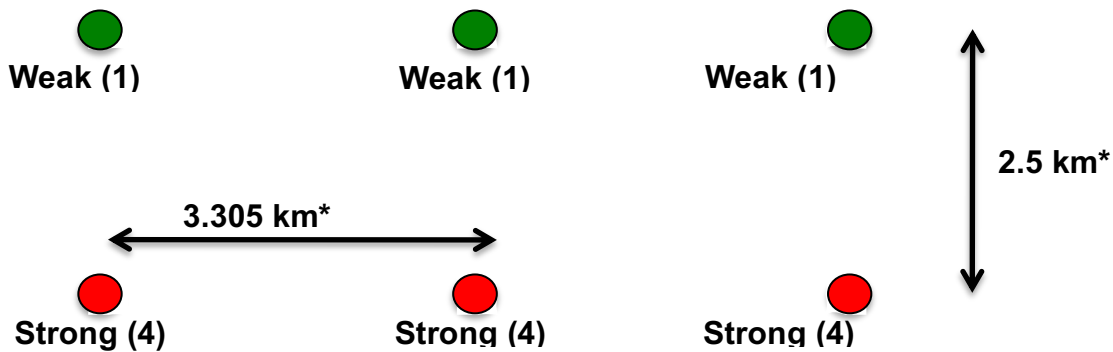 Weak (1) Weak (1) Weak (1)
2.5 km*
3.305 km*
Strong (4) Strong (4) Strong (4)